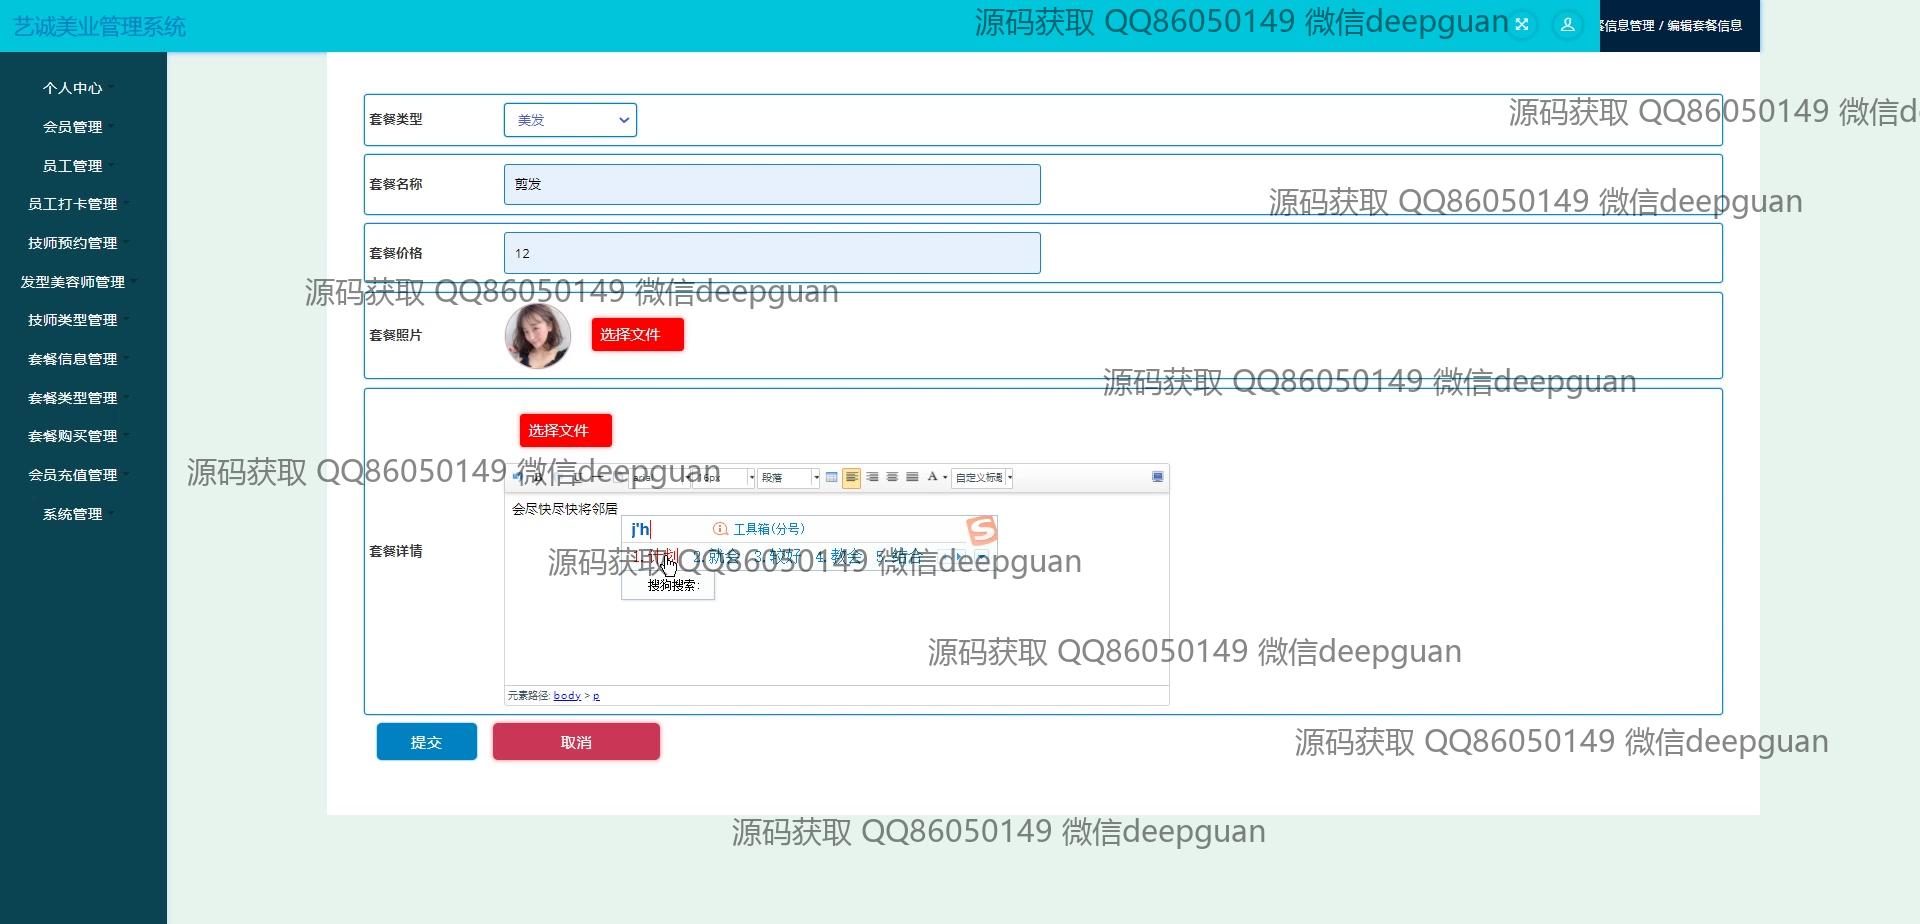 艺诚美业管理系统
源码获取 QQ86050149 微信deepguan
信息管理 / 编辑套餐信息
个人中心
会员管理
员工管理
员工打卡管理
技师预约管理
发型美容师管理
技师类型管理
套餐信息管理
套餐类型管理
套餐购买管理
会员充值管理
系统管理
套餐类型
美发
源码获取 QQ86050149 微信de
套餐名称
剪发
源码获取 QQ86050149 微信deepguan
套餐价格
12
源码获取 QQ86050149 微信deepguan
套餐照片
选择文件
源码获取 QQ86050149 微信deepguan
选择文件
源码获取 QQ86050149 微信deepguan
arial
16px
段落
自定义标题
会尽快尽快将邻居
j'h
工具箱(分号)
1.计划 2.就会 3.较好 4.教会 5.结合
搜狗搜索:
套餐详情
源码获取 QQ86050149 微信deepguan
源码获取 QQ86050149 微信deepguan
元素路径: body > p
提交
取消
源码获取 QQ86050149 微信deepguan
源码获取 QQ86050149 微信deepguan